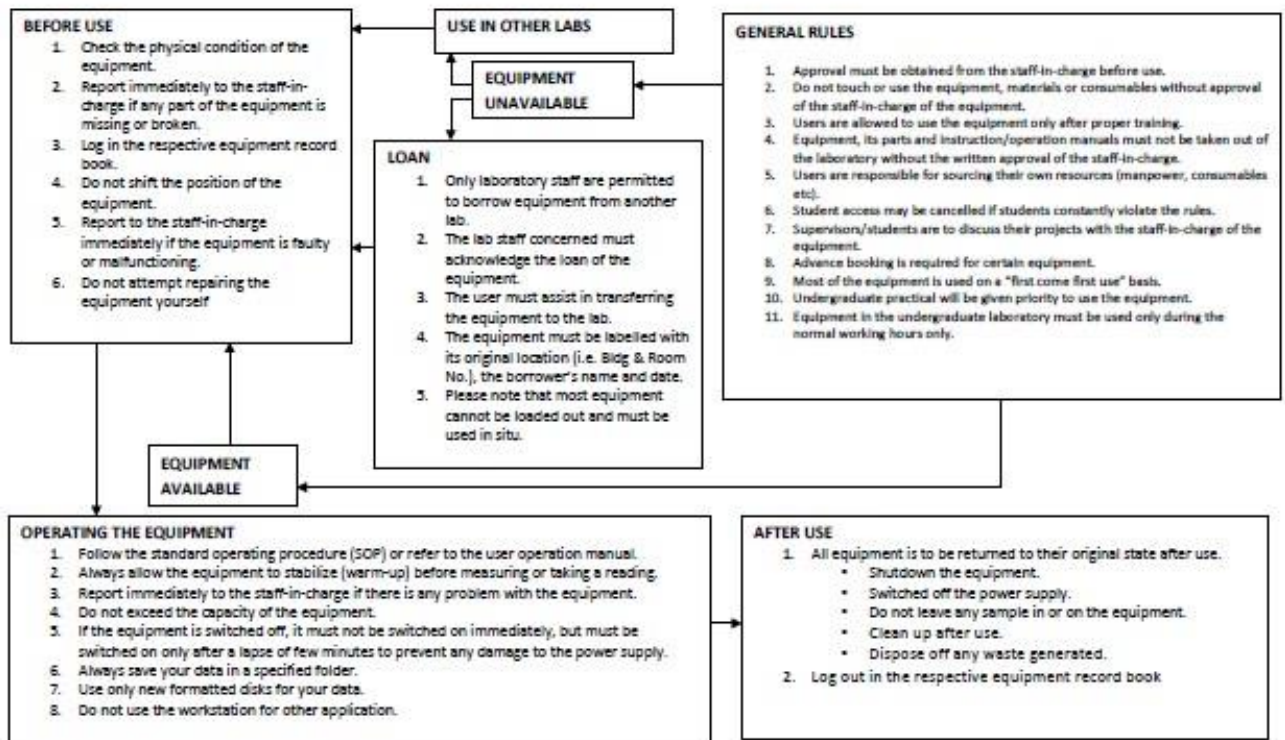 BEFORE USE
1. Check the physical condition of the
equipment.
2. Report immediately to the staff-in-
charge if any part of the equipment is
missing or broken.
3. Log in the respective equipment record
book.
4. Do not shift the position of the
equipment.
5. Report to the staff-in-charge
immediately if the equipment is faulty
or malfunctioning.
6. Do not attempt repairing the
equipment yourself
USE IN OTHER LABS
EQUIPMENT
UNAVAILABLE
GENERAL RULES
1. Approval must be obtained from the staff-in-charge before use.
2. Do not touch or use the equipment, materials or consumables without approval
of the staff-in-charge of the equipment.
3. Users are allowed to use the equipment only after proper training.
4. Equipment, its parts and instruction/operation manuals must not be taken out of
the laboratory without the written approval of the staff-in-charge.
5. Users are responsible for sourcing their own resources (manpower, consumables
etc).
6. Student access may be cancelled if students constantly violate the rules.
7. Supervisors/students are to discuss their projects with the staff-in-charge of the
equipment.
8. Advance booking is required for certain equipment.
9. Most of the equipment is used on a "first come first use" basis.
10. Undergraduate practical will be given priority to use the equipment.
11. Equipment in the undergraduate laboratory must be used only during the
normal working hours only.
LOAN
1. Only laboratory staff are permitted
to borrow equipment from another
lab.
2. The lab staff concerned must
acknowledge the loan of the
equipment.
3. The user must assist in transferring
the equipment to the lab.
4. The equipment must be labelled with
its original location (i.e. Bldg & Room
No.), the borrower's name and date.
5. Please note that most equipment
cannot be loaded out and must be
used in situ.
EQUIPMENT
AVAILABLE
OPERATING THE EQUIPMENT
1. Follow the standard operating procedure (SOP) or refer to the user operation manual.
2. Always allow the equipment to stabilize (warm-up) before measuring or taking a reading.
3. Report immediately to the staff-in-charge if there is any problem with the equipment.
4. Do not exceed the capacity of the equipment.
5. If the equipment is switched off, it must not be switched on immediately, but must be
switched on only after a lapse of few minutes to prevent any damage to the power supply.
6. Always save your data in a specified folder.
7. Use only new formatted disks for your data.
8. Do not use the workstation for other application.
AFTER USE
1. All equipment is to be returned to their original state after use.
▪ Shutdown the equipment.
▪ Switched off the power supply.
▪ Do not leave any sample in or on the equipment.
▪ Clean up after use.
▪ Dispose off any waste generated.
2. Log out in the respective equipment record book